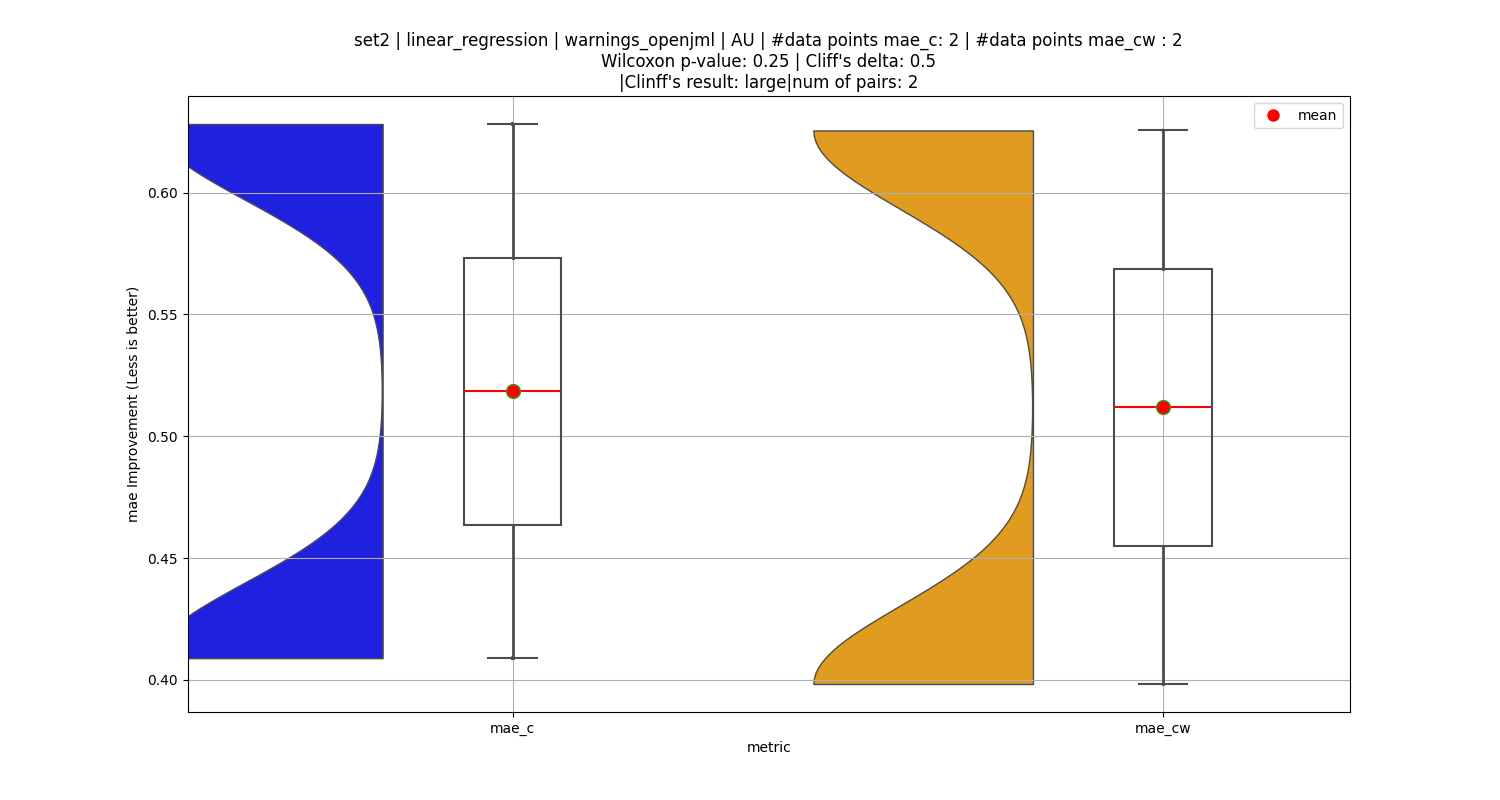 set2 | linear_regression | warnings_openjml | AU | #data points mae_c: 2 | #data points mae_cw : 2
Wilcoxon p-value: 0.25 | Cliff's delta: 0.5
|Clinff's result: large|num of pairs: 2
mean
mae Improvement (Less is better)
0.60
0.55
0.50
0.45
0.40
mae_c
mae_cw
metric